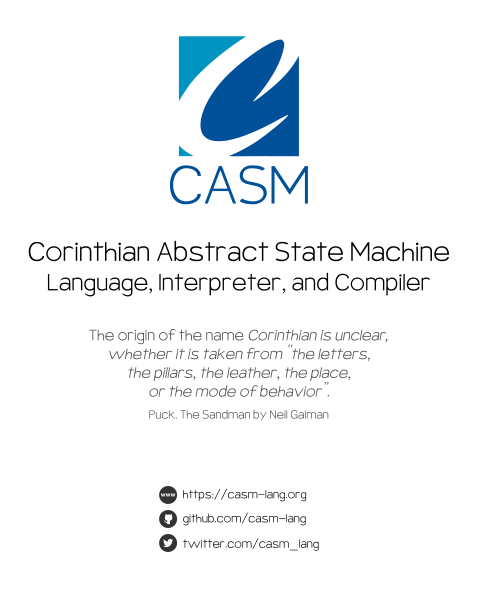 CASM
Corinthian Abstract State Machine
Language, Interpreter, and Compiler
The origin of the name Corinthian is unclear,
whether it is taken from "the letters,
the pillars, the leather, the place,
or the mode of behavior".
Puck. The Sandman by Neil Gaiman
www https://casm-lang.org
github.com/casm-lang
twitter.com/casm_lang